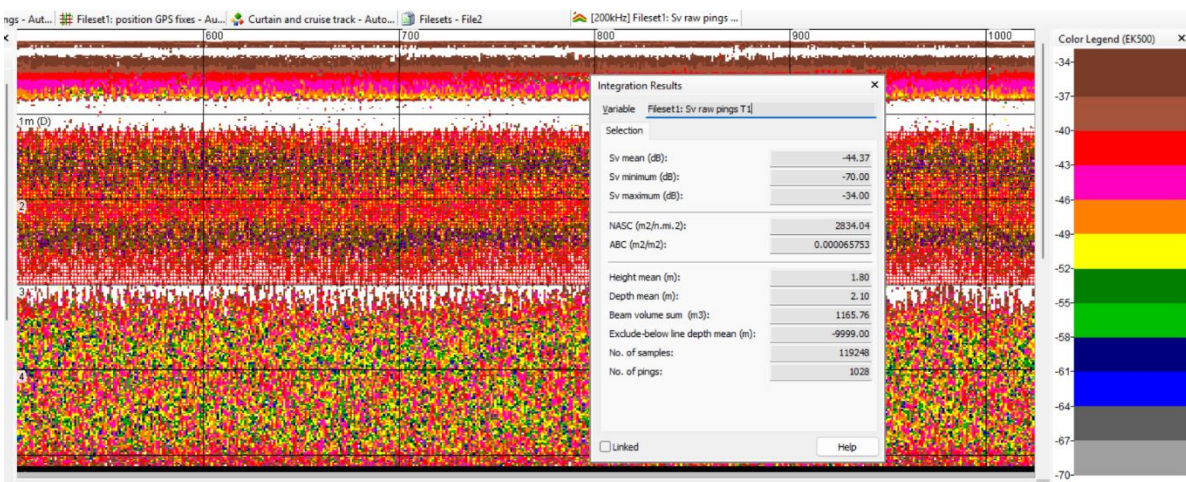 ngs - Aut... Fileset1: position GPS fixes - Au... Curtain and cruise track - Auto... Filesets - File2 [200kHz] Fileset1: Sv raw pings ...
600 700 800 900 1000
1m (D)
2
3
4
Integration Results
Variable Fileset1: Sv raw pings T1
Selection
Sv mean (dB): -44.37
Sv minimum (dB): -70.00
Sv maximum (dB): -34.00
NASC (m2/n.mi.2): 2834.04
ABC (m2/m2): 0.000065753
Height mean (m): 1.80
Depth mean (m): 2.10
Beam volume sum (m3): 1165.76
Exclude-below line depth mean (m): -9999.00
No. of samples: 119248
No. of pings: 1028
Linked Help
Color Legend (EK500)
-34
-37
-40
-43
-46
-49
-52
-55
-58
-61
-64
-67
-70